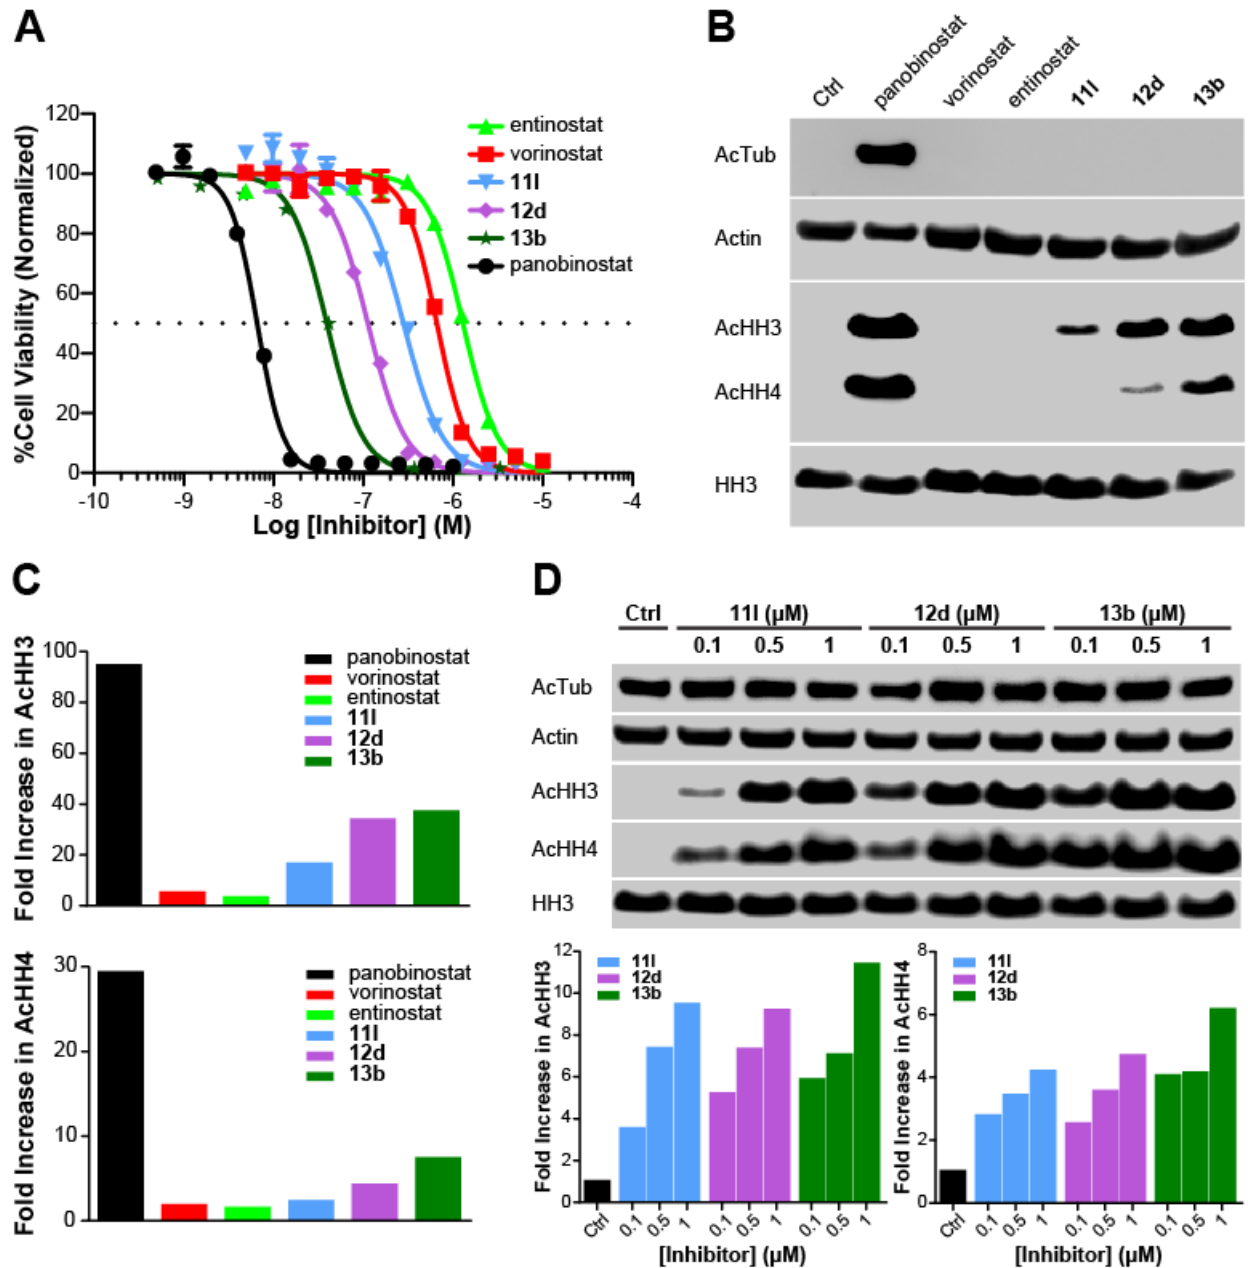 A
%Cell Viability (Normalized)
120
100
80
60
40
20
0
-10
-9
-8
-7
-6
-5
-4
Log [Inhibitor] (M)
entinostat
vorinostat
11l
12d
13b
panobinostat
B
Ctrl
panobinostat
vorinostat
entinostat
11l
12d
13b
AcTub
Actin
AcHH3
AcHH4
HH3
C
Fold Increase in AcHH3
100
80
60
40
20
0
panobinostat
vorinostat
entinostat
11l
12d
13b
Fold Increase in AcHH4
30
20
10
0
panobinostat
vorinostat
entinostat
11l
12d
13b
D
Ctrl 11l (µM) 12d (µM) 13b (µM)
0.1 0.5 1 0.1 0.5 1 0.1 0.5 1
AcTub
Actin
AcHH3
AcHH4
HH3
Fold Increase in AcHH3
12
10
8
6
4
2
0
11l
12d
13b
Ctrl 0.1 0.5 1 0.1 0.5 1 0.1 0.5 1
[Inhibitor] (µM)
Fold Increase in AcHH4
8
6
4
2
0
11l
12d
13b
Ctrl 0.1 0.5 1 0.1 0.5 1 0.1 0.5 1
[Inhibitor] (µM)